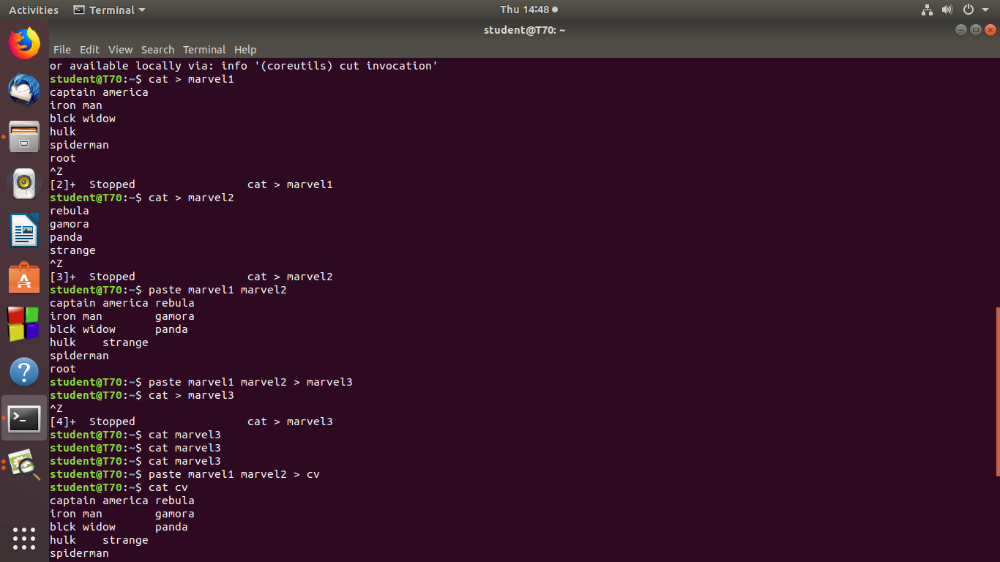 Activities Terminal Thu 14:48
student@T70: ~
File Edit View Search Terminal Help
or available locally via: info '(coreutils) cut invocation'
student@T70:~$ cat > marvel1
captain america
iron man
blck widow
hulk
spiderman
root
^Z
[2]+  Stopped                 cat > marvel1
student@T70:~$ cat > marvel2
rebula
gamora
panda
strange
^Z
[3]+  Stopped                 cat > marvel2
student@T70:~$ paste marvel1 marvel2
captain america rebula
iron man        gamora
blck widow      panda
hulk    strange
spiderman
root
student@T70:~$ paste marvel1 marvel2 > marvel3
student@T70:~$ cat > marvel3
^Z
[4]+  Stopped                 cat > marvel3
student@T70:~$ cat marvel3
student@T70:~$ cat marvel3
student@T70:~$ cat marvel3
student@T70:~$ paste marvel1 marvel2 > cv
student@T70:~$ cat cv
captain america rebula
iron man        gamora
blck widow      panda
hulk    strange
spiderman